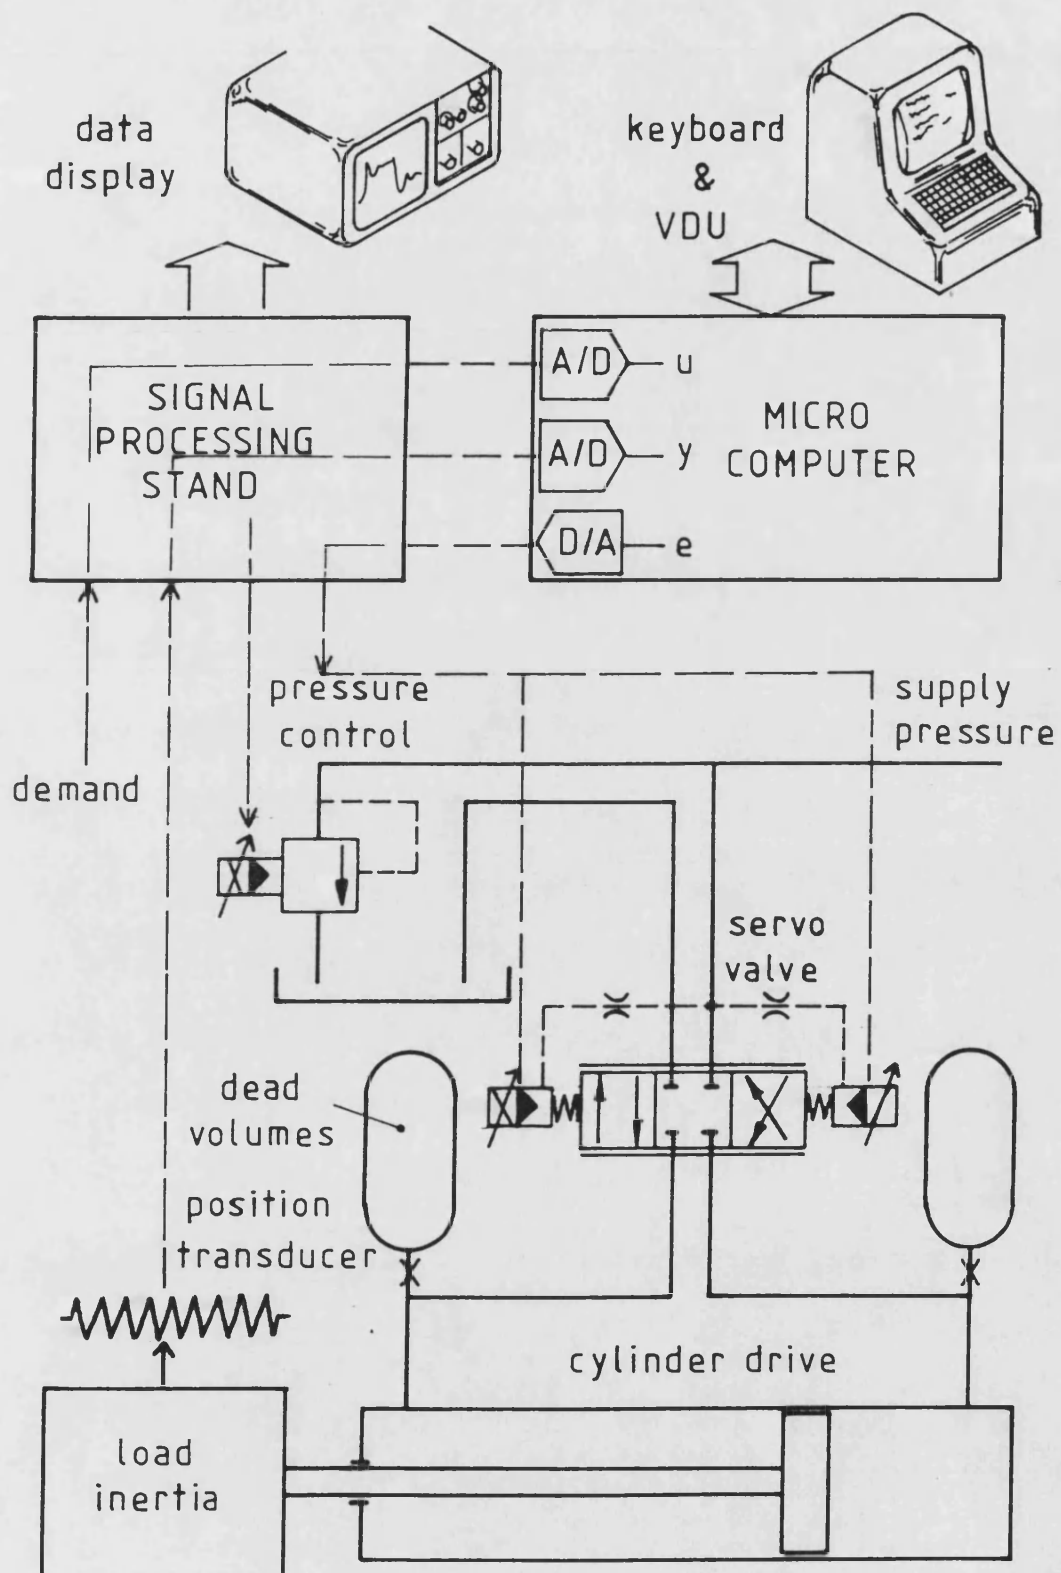 data
display
keyboard
&
VDU
SIGNAL
PROCESSING
STAND
A/D
u
A/D
y
D/A
e
MICRO
COMPUTER
pressure
control
supply
pressure
demand
servo
valve
dead
volumes
position
transducer
cylinder drive
load
inertia